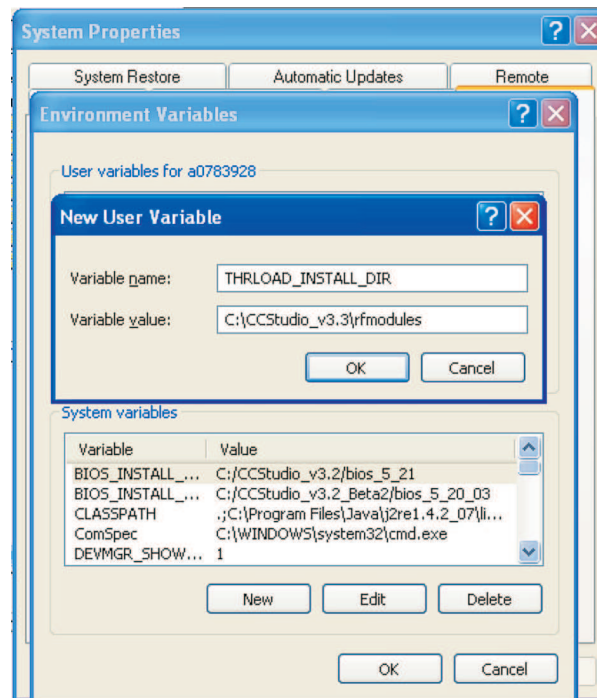 System Properties
System Restore Automatic Updates Remote
Environment Variables
User variables for a0783928
New User Variable
Variable name: THRLOAD_INSTALL_DIR
Variable value: C:\CCStudio_v3.3\rfmodules
OK Cancel
System variables
Variable Value
BIOS_INSTALL_... C:/CCStudio_v3.2/bios_5_21
BIOS_INSTALL_... C:/CCStudio_v3.2_Beta2/bios_5_20_03
CLASSPATH .;C:\Program Files\Java\j2re1.4.2_07\li...
ComSpec C:\WINDOWS\system32\cmd.exe
DEVMGR_SHOW... 1
New Edit Delete
OK Cancel